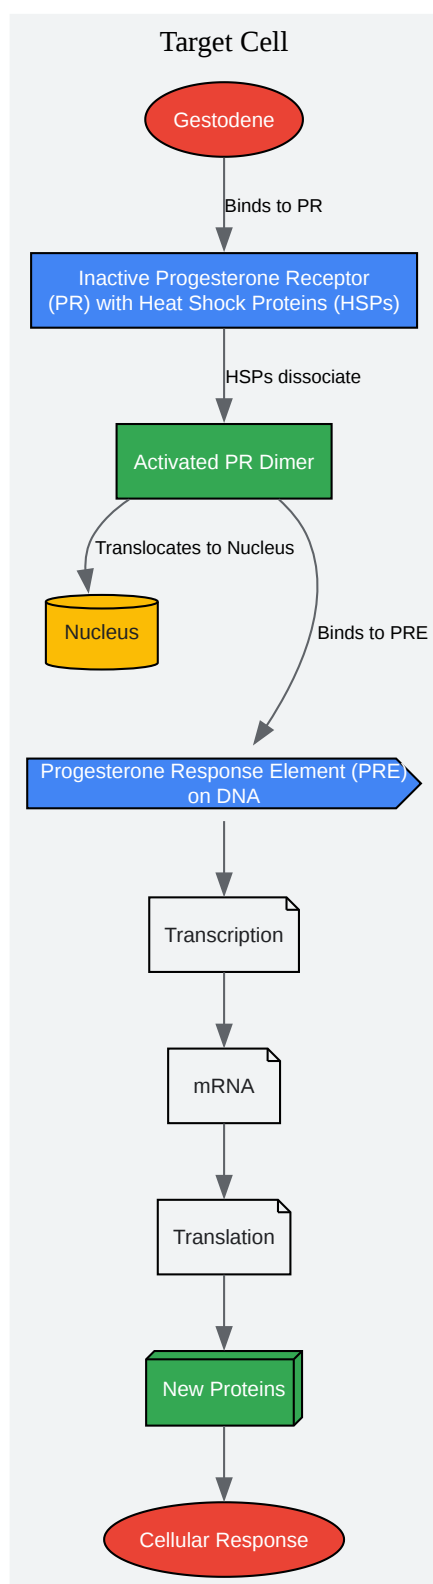 Target Cell
Gestodene
Binds to PR
Inactive Progesterone Receptor
(PR) with Heat Shock Proteins (HSPs)
HSPs dissociate
Activated PR Dimer
Translocates to Nucleus
Nucleus
Binds to PRE
Progesterone Response Element (PRE)
on DNA
Transcription
mRNA
Translation
New Proteins
Cellular Response